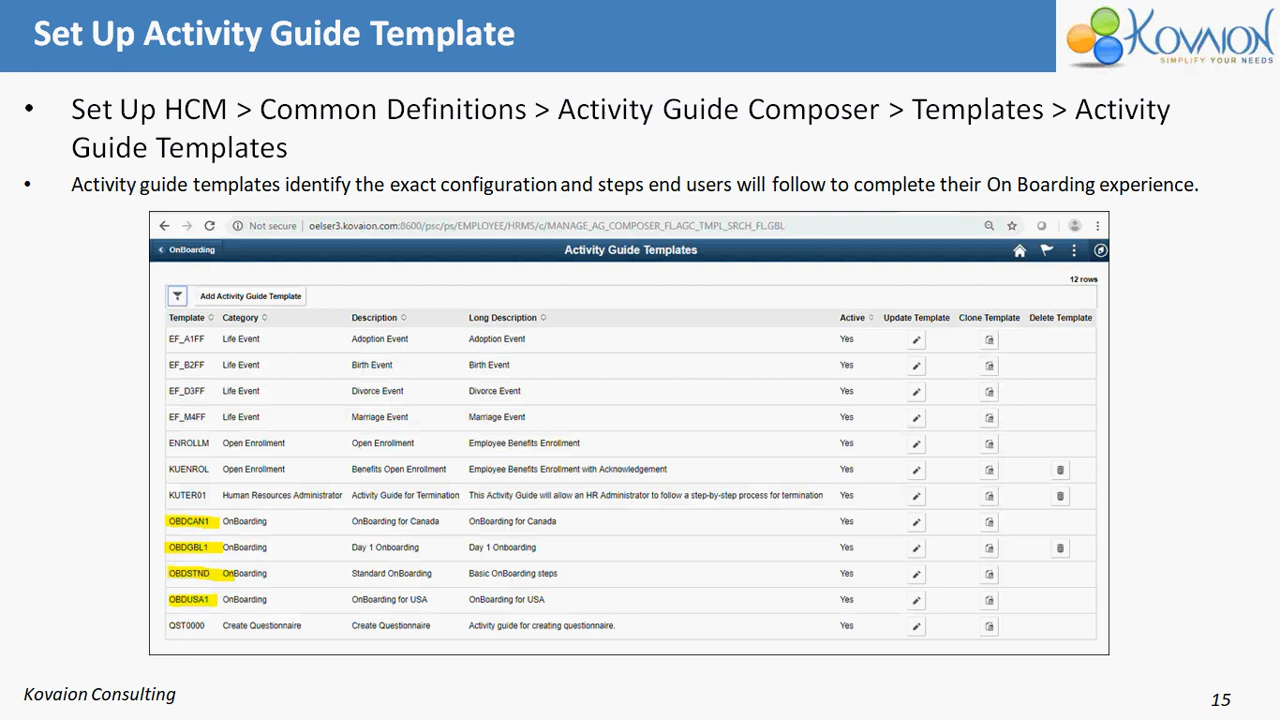 Set Up Activity Guide Template
KOVAION
SIMPLIFY YOUR NEEDS
• Set Up HCM > Common Definitions > Activity Guide Composer > Templates > Activity
Guide Templates
• Activity guide templates identify the exact configuration and steps end users will follow to complete their On Boarding experience.
Not secure | oelser3.kovaion.com:8600/psc/ps/EMPLOYEE/HRMS/c/MANAGE_AG_COMPOSER_FL.AGC_TMPL_SRCH_FL.GBL
< OnBoarding Activity Guide Templates
12 rows
Add Activity Guide Template
Template Category Description Long Description Active Update Template Clone Template Delete Template
EF_A1FF Life Event Adoption Event Adoption Event Yes
EF_B2FF Life Event Birth Event Birth Event Yes
EF_D3FF Life Event Divorce Event Divorce Event Yes
EF_M4FF Life Event Marriage Event Marriage Event Yes
ENROLLM Open Enrollment Open Enrollment Employee Benefits Enrollment Yes
KUENROL Open Enrollment Benefits Open Enrollment Employee Benefits Enrollment with Acknowledgement Yes
KUTER01 Human Resources Administrator Activity Guide for Termination This Activity Guide will allow an HR Administrator to follow a step-by-step process for termination Yes
OBDCAN1 OnBoarding OnBoarding for Canada OnBoarding for Canada Yes
OBDGBL1 OnBoarding Day 1 Onboarding Day 1 Onboarding Yes
OBDSTND OnBoarding Standard OnBoarding Basic OnBoarding steps Yes
OBDUSA1 OnBoarding OnBoarding for USA OnBoarding for USA Yes
QST0000 Create Questionnaire Create Questionnaire Activity guide for creating questionnaire. Yes
Kovaion Consulting
15